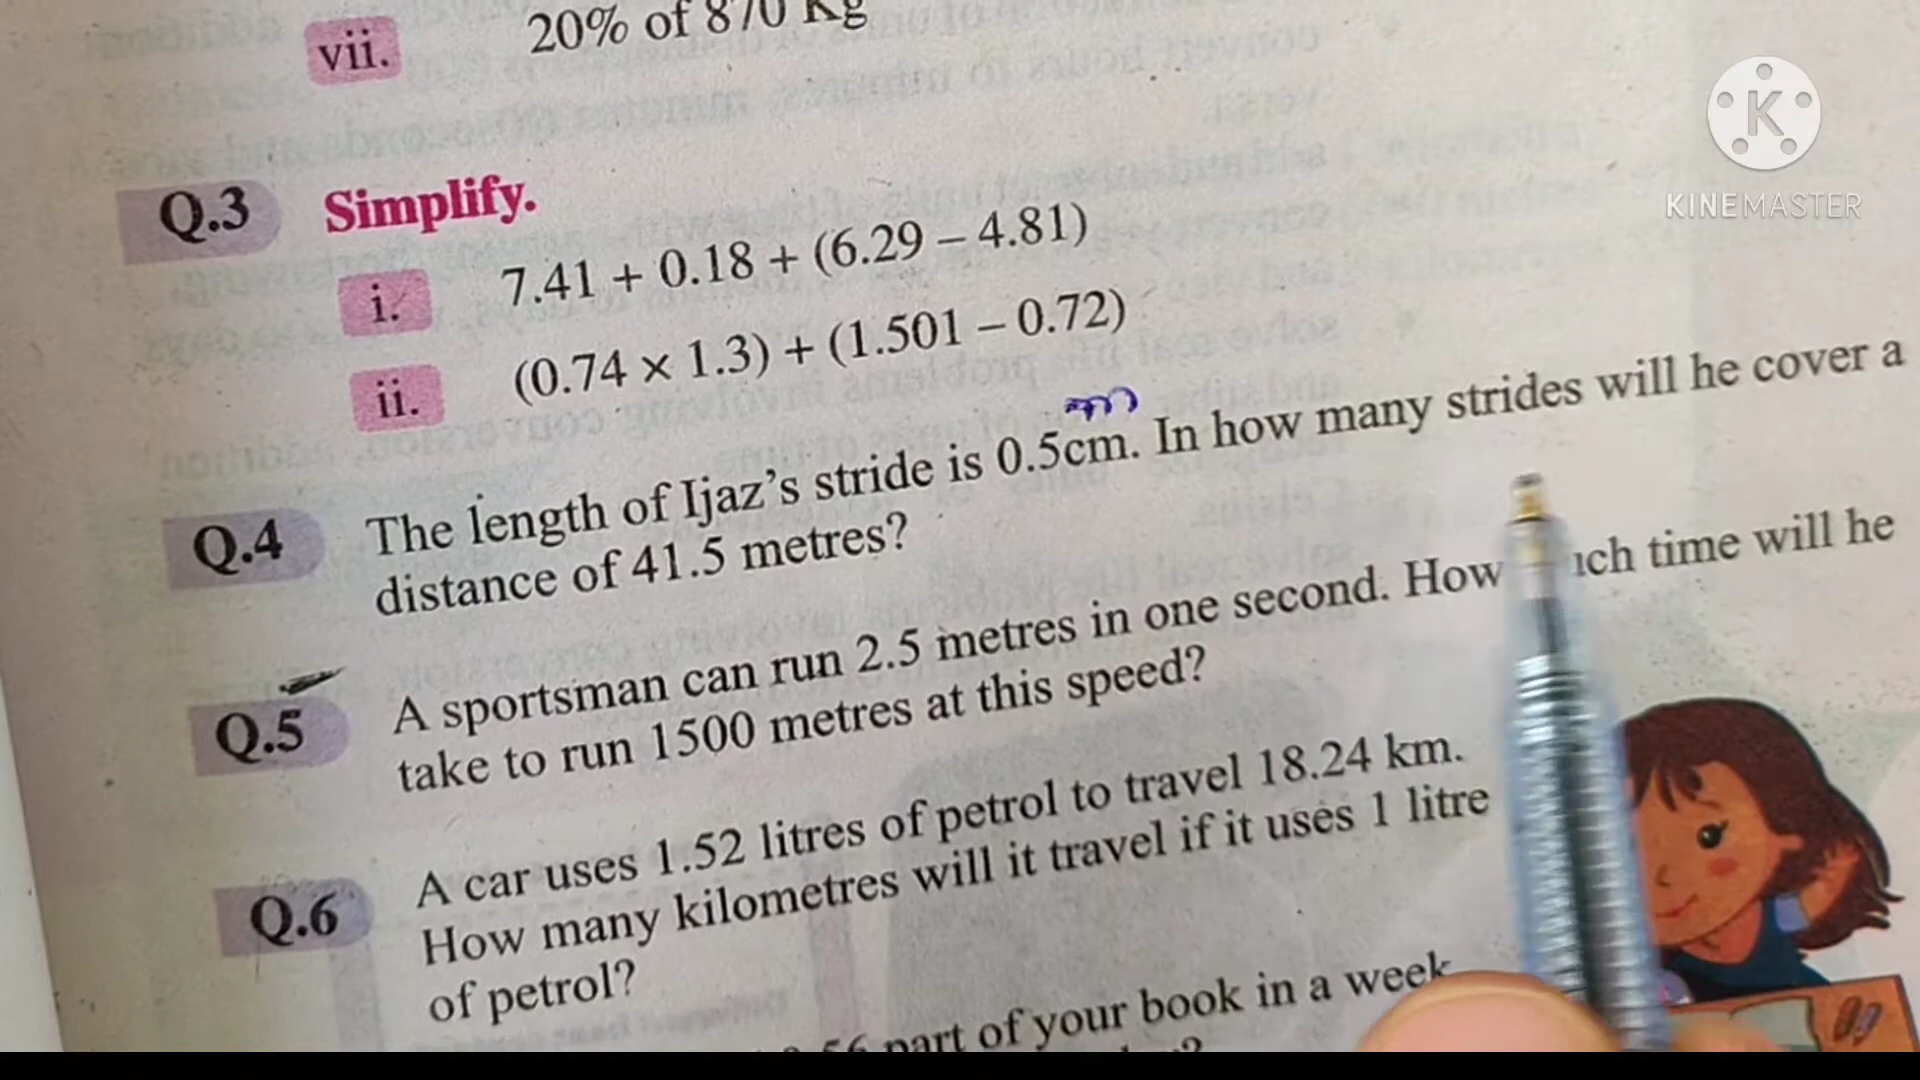 vii. 20% of 870 Kg
K
KINEMASTER
Q.3 Simplify.
i. 7.41 + 0.18 + (6.29 – 4.81)
ii. (0.74 × 1.3) + (1.501 – 0.72)
m
Q.4 The length of Ijaz’s stride is 0.5cm. In how many strides will he cover a
distance of 41.5 metres?
Q.5 A sportsman can run 2.5 metres in one second. How time will he
take to run 1500 metres at this speed?
Q.6 A car uses 1.52 litres of petrol to travel 18.24 km.
How many kilometres will it travel if it uses 1 litre
of petrol?
part of your book in a week